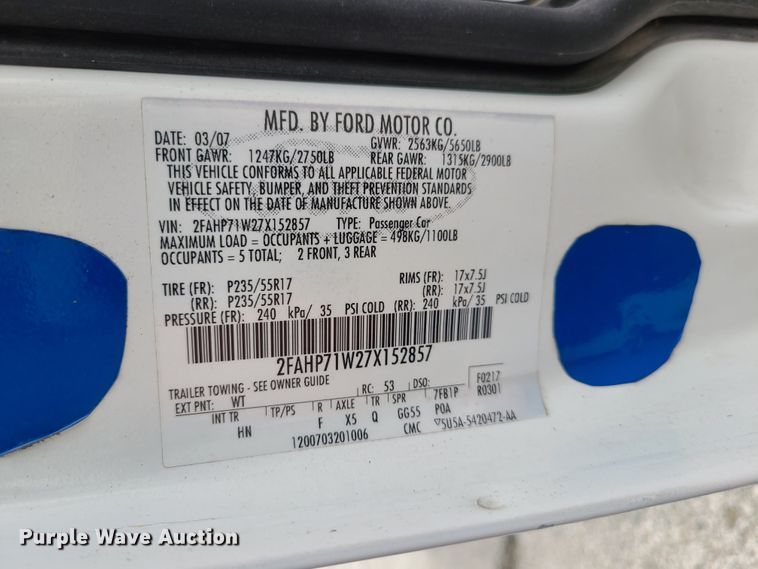 MFD. BY FORD MOTOR CO.
DATE: 03/07 GVWR: 2563KG/5650LB
FRONT GAWR: 1247KG/2750LB REAR GAWR: 1315KG/2900LB
THIS VEHICLE CONFORMS TO ALL APPLICABLE FEDERAL MOTOR
VEHICLE SAFETY, BUMPER, AND THEFT PREVENTION STANDARDS
IN EFFECT ON THE DATE OF MANUFACTURE SHOWN ABOVE.
VIN: 2FAHP71W27X152857 TYPE: Passenger Car
MAXIMUM LOAD = OCCUPANTS + LUGGAGE = 498KG/1100LB
OCCUPANTS = 5 TOTAL; 2 FRONT, 3 REAR
TIRE (FR): P235/55R17 RIMS (FR): 17x7.5J
(RR): P235/55R17 (RR): 17x7.5J
PRESSURE (FR): 240 kPa/ 35 PSI COLD (RR): 240 kPa/ 35 PSI COLD
2FAHP71W27X152857
TRAILER TOWING - SEE OWNER GUIDE
EXT PNT: WT RC: 53 DSO: F0217
INT TR TP/PS R AXLE TR SPR 7FB1P R0301
HN F X5 Q GG55 POA
1200703201006 CMC ▽5U5A-5420472-AA
Purple Wave Auction